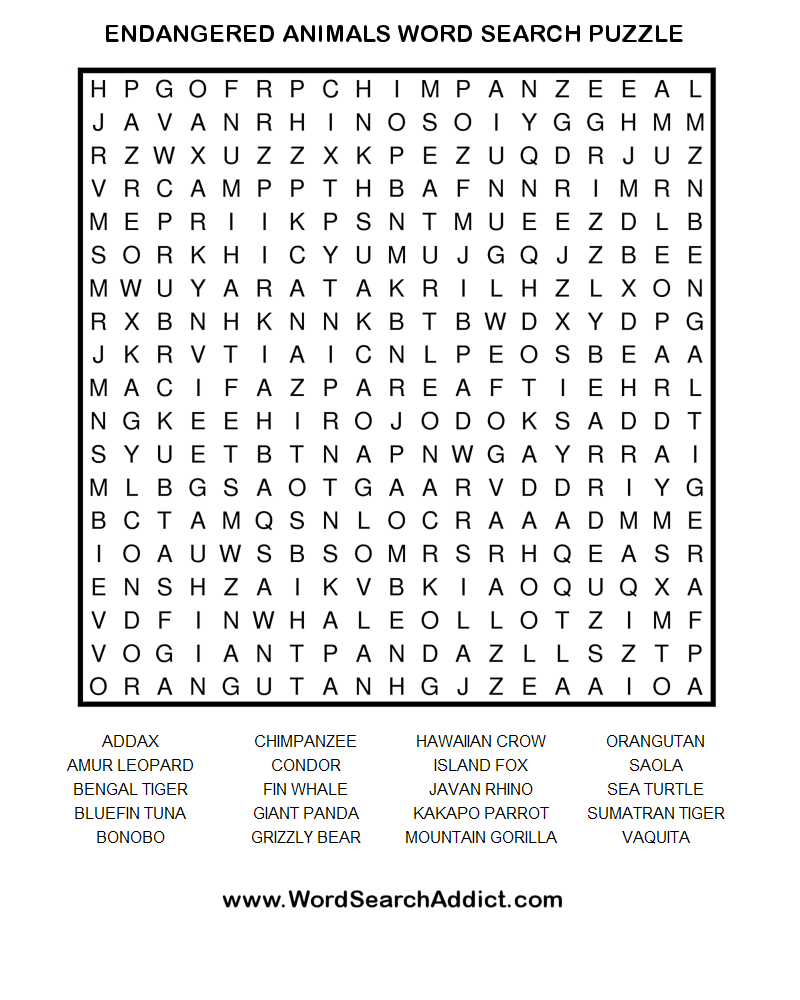 ENDANGERED ANIMALS WORD SEARCH PUZZLE
H P G O F R P C H I M P A N Z E E A L
J A V A N R H I N O S O I Y G G H M M
R Z W X U Z Z X K P E Z U Q D R J U Z
V R C A M P P T H B A F N N R I M R N
M E P R I I K P S N T M U E E Z D L B
S O R K H I C Y U M U J G Q J Z B E E
M W U Y A R A T A K R I L H Z L X O N
R X B N H K N N K B T B W D X Y D P G
J K R V T I A I C N L P E O S B E A A
M A C I F A Z P A R E A F T I E H R L
N G K E E H I R O J O D O K S A D D T
S Y U E T B T N A P N W G A Y R R A I
M L B G S A O T G A A R V D D R I Y G
B C T A M Q S N L O C R A A A D M M E
I O A U W S B S O M R S R H Q E A S R
E N S H Z A I K V B K I A O Q U Q X A
V D F I N W H A L E O L L O T Z I M F
V O G I A N T P A N D A Z L L S Z T P
O R A N G U T A N H G J Z E A A I O A
ADDAX CHIMPANZEE HAWAIIAN CROW ORANGUTAN
AMUR LEOPARD CONDOR ISLAND FOX SAOLA
BENGAL TIGER FIN WHALE JAVAN RHINO SEA TURTLE
BLUEFIN TUNA GIANT PANDA KAKAPO PARROT SUMATRAN TIGER
BONOBO GRIZZLY BEAR MOUNTAIN GORILLA VAQUITA
www.WordSearchAddict.com